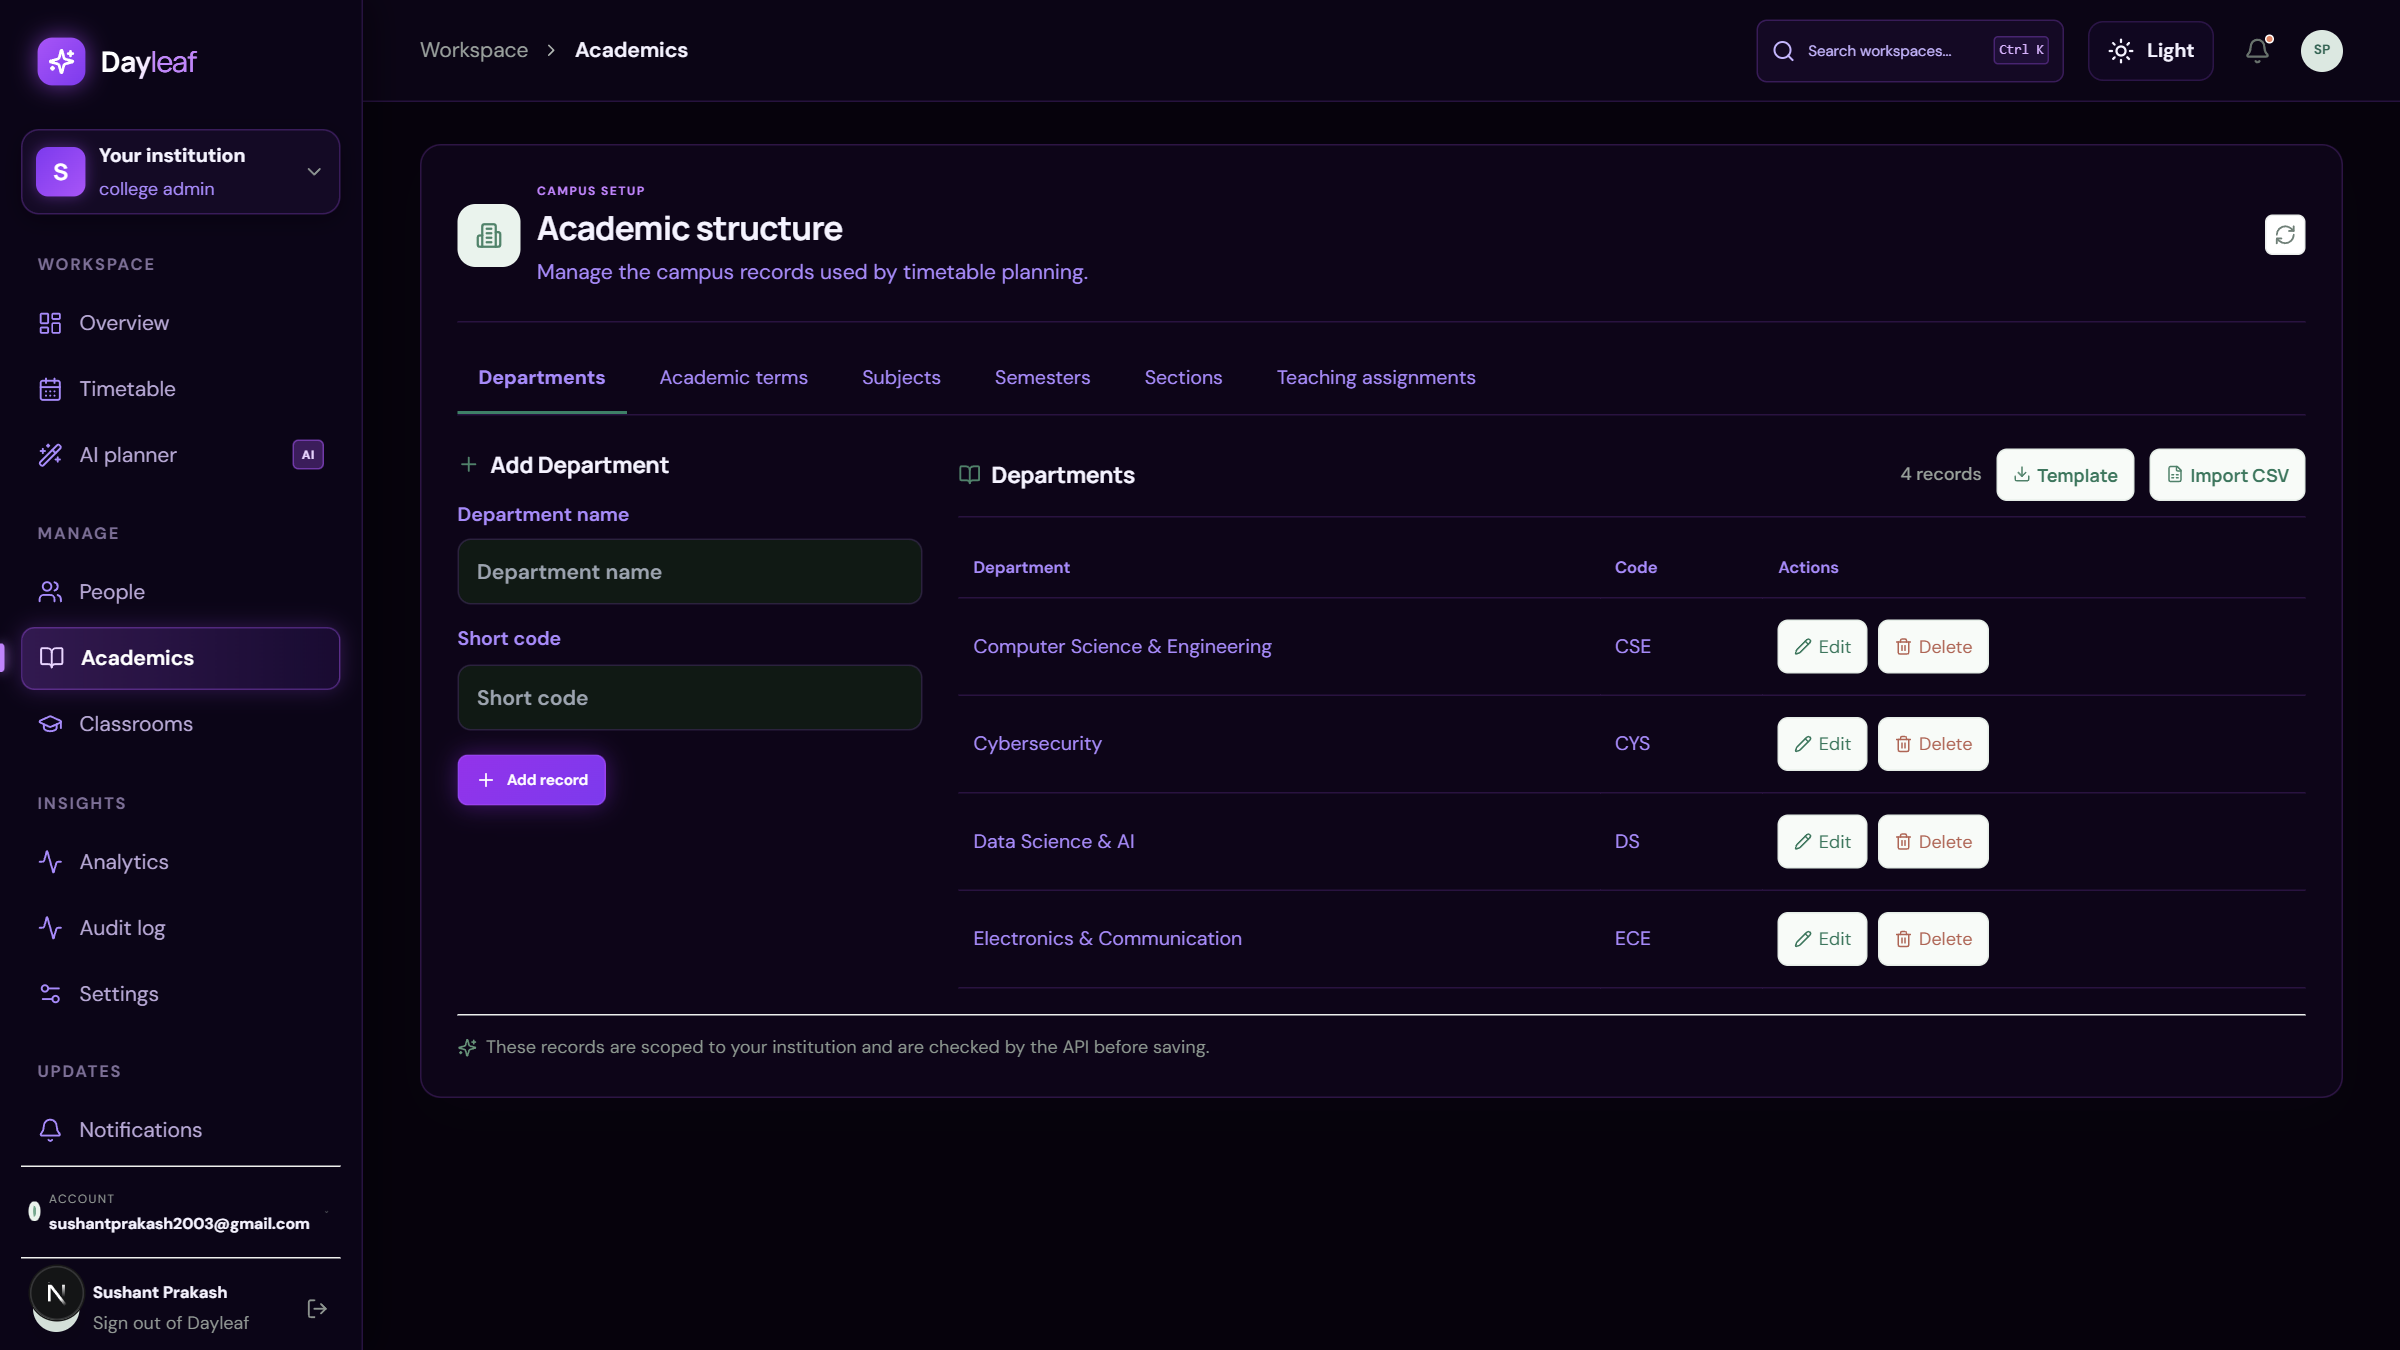 Dayleaf
Workspace > Academics
Search workspaces...
Ctrl K
Light
SP
S
Your institution
college admin
WORKSPACE
Overview
Timetable
AI planner
AI
MANAGE
People
Academics
Classrooms
INSIGHTS
Analytics
Audit log
Settings
UPDATES
Notifications
ACCOUNT
sushantprakash2003@gmail.com
N
Sushant Prakash
Sign out of Dayleaf
CAMPUS SETUP
Academic structure
Manage the campus records used by timetable planning.
Departments Academic terms Subjects Semesters Sections Teaching assignments
Add Department
Department name
Department name
Short code
Short code
Add record
Departments
4 records
Template
Import CSV
Department Code Actions
Computer Science & Engineering CSE Edit Delete
Cybersecurity CYS Edit Delete
Data Science & AI DS Edit Delete
Electronics & Communication ECE Edit Delete
These records are scoped to your institution and are checked by the API before saving.